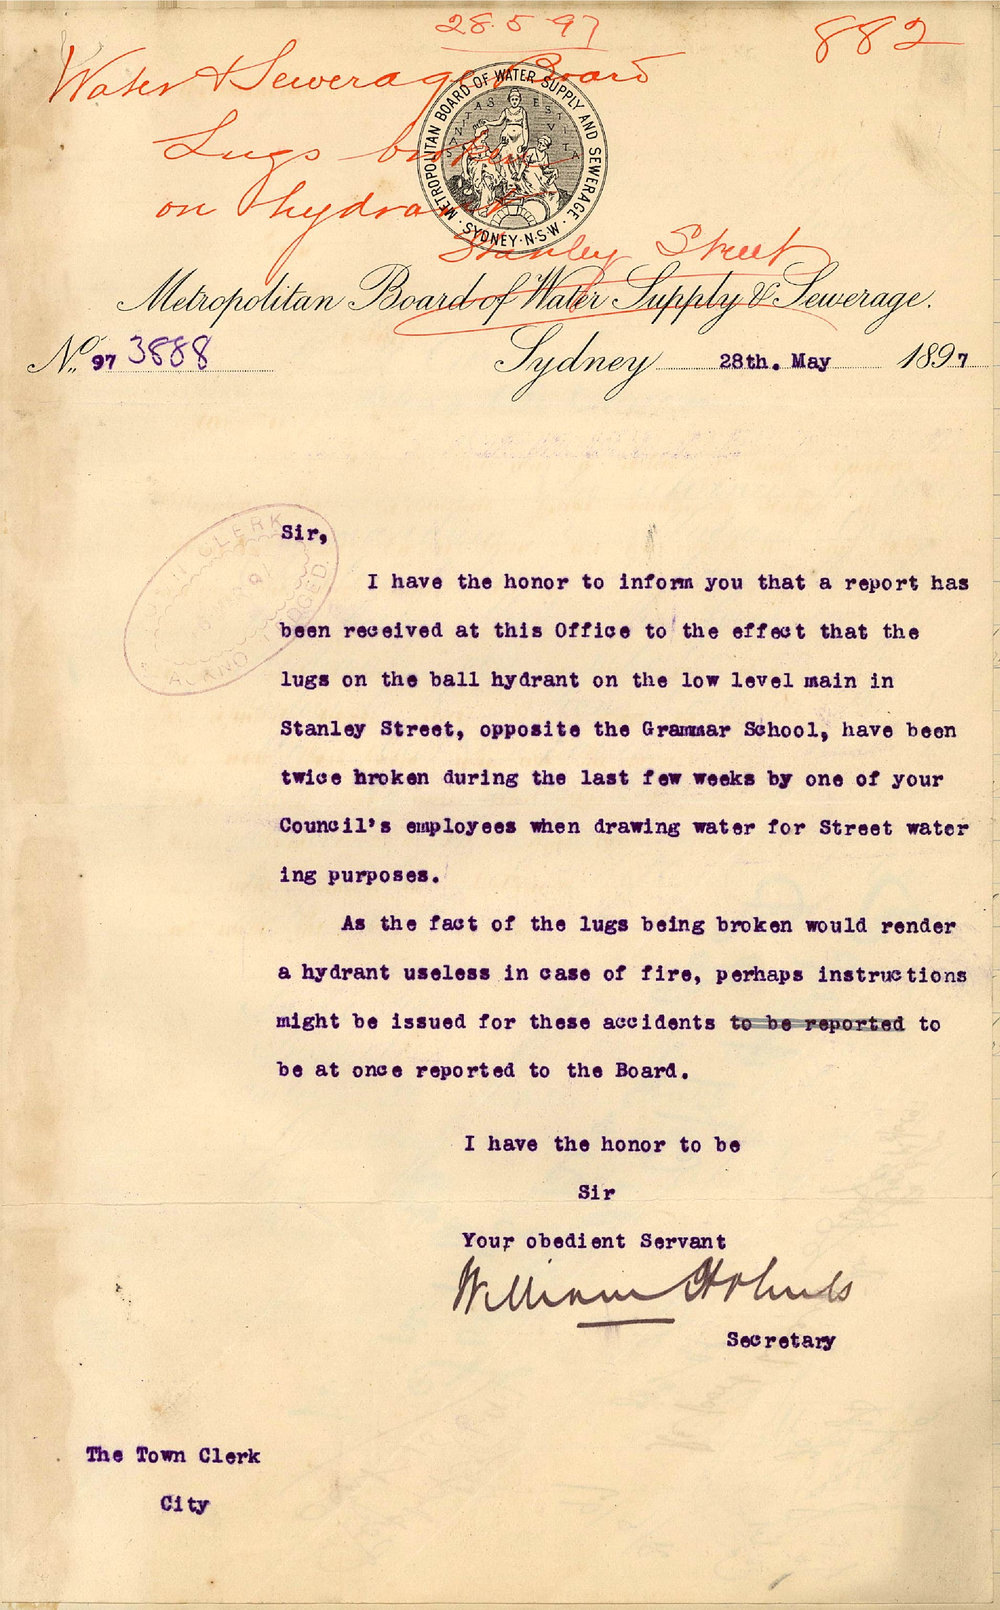 28.5.97
882
Water & Sewerage Board
Lugs broken
on hydrant
Stanley Street
METROPOLITAN BOARD OF WATER SUPPLY AND SEWERAGE
SYDNEY·N·S·W·
Metropolitan Board of Water Supply & Sewerage.
No. 97 3888
Sydney 28th. May 1897
CLERK
ACKNO DGED
Sir,
I have the honor to inform you that a report has
been received at this Office to the effect that the
lugs on the ball hydrant on the low level main in
Stanley Street, opposite the Grammar School, have been
twice broken during the last few weeks by one of your
Council's employees when drawing water for Street water
ing purposes.
As the fact of the lugs being broken would render
a hydrant useless in case of fire, perhaps instructions
might be issued for these accidents to be reported to
be at once reported to the Board.
I have the honor to be
Sir
Your obedient Servant
William Holmes
Secretary
The Town Clerk
City